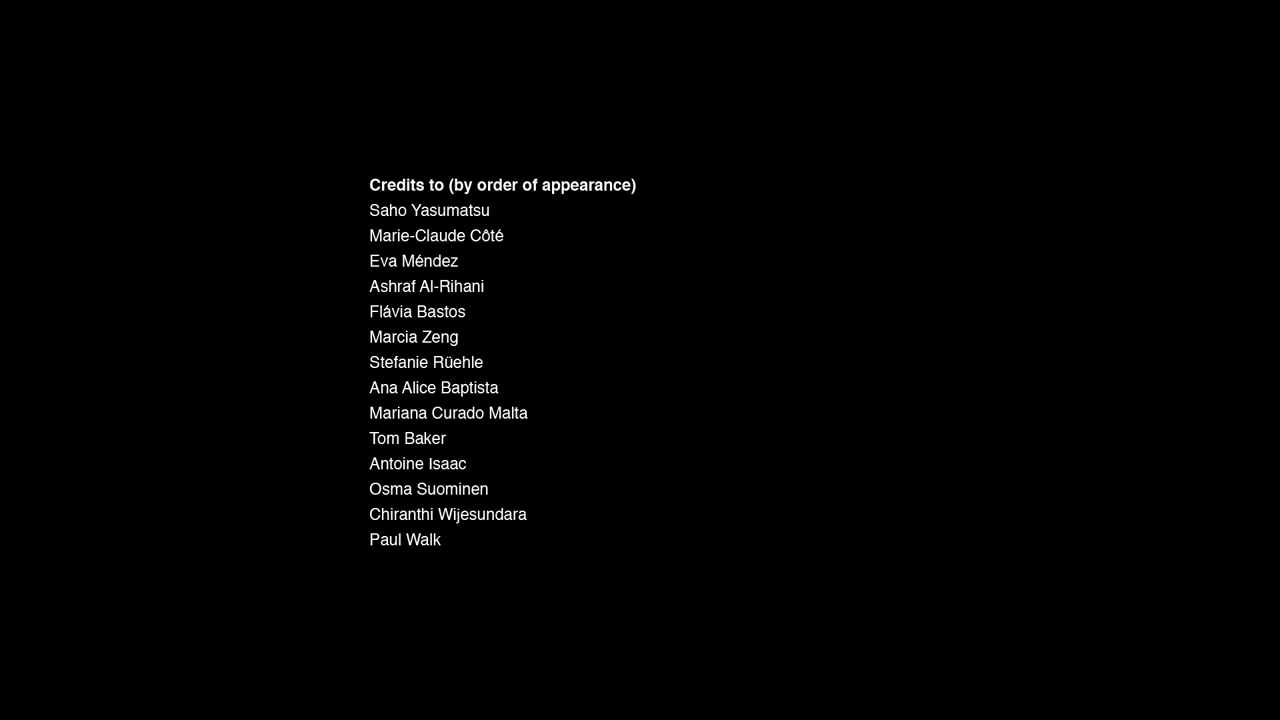 Credits to (by order of appearance)
Saho Yasumatsu
Marie-Claude Côté
Eva Méndez
Ashraf Al-Rihani
Flávia Bastos
Marcia Zeng
Stefanie Rüehle
Ana Alice Baptista
Mariana Curado Malta
Tom Baker
Antoine Isaac
Osma Suominen
Chiranthi Wijesundara
Paul Walk